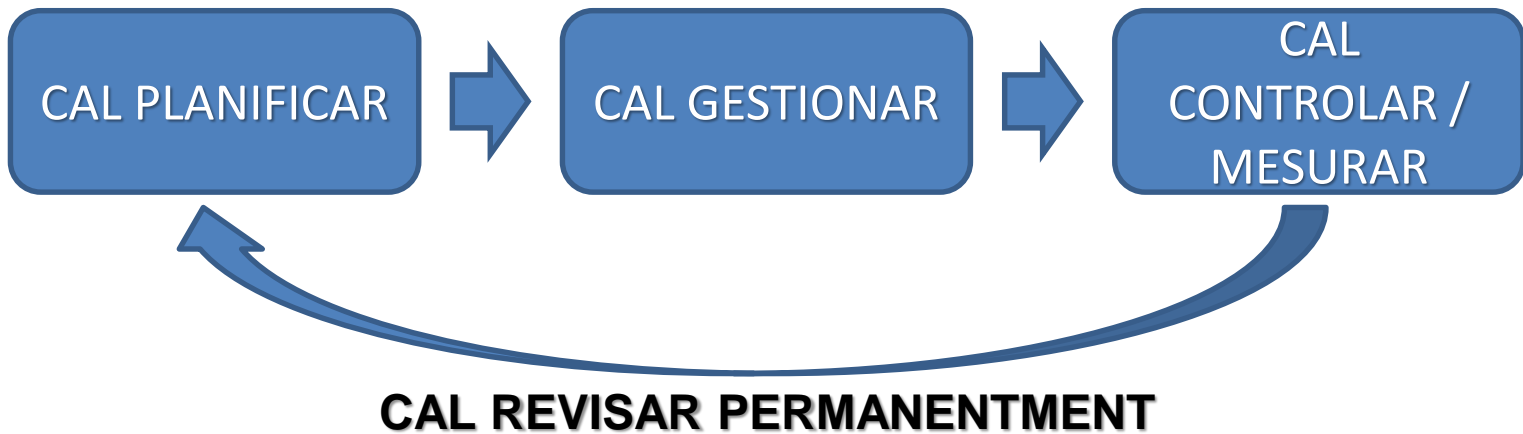 CAL PLANIFICAR
CAL GESTIONAR
CAL
CONTROLAR /
MESURAR
CAL REVISAR PERMANENTMENT